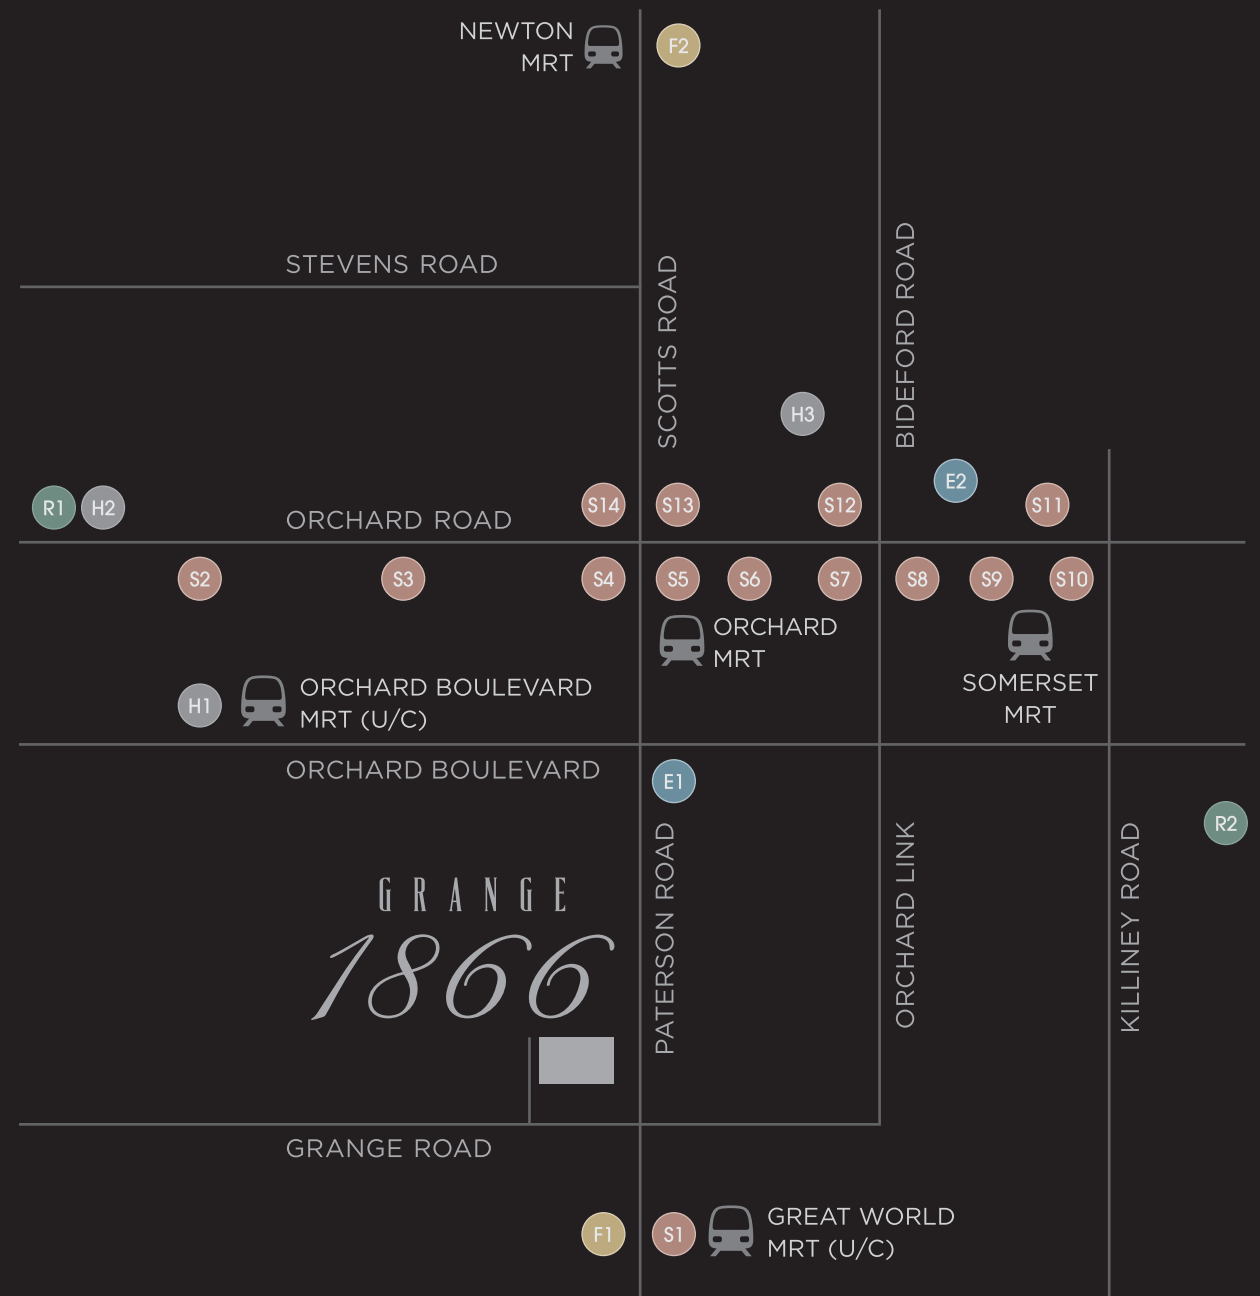 NEWTON
MRT
F2
STEVENS ROAD
SCOTTS ROAD
BIDEFORD ROAD
H3
E2
R1
H2
ORCHARD ROAD
S14
S13
S12
S11
S2
S3
S4
S5
S6
S7
S8
S9
S10
ORCHARD
MRT
SOMERSET
MRT
H1
ORCHARD BOULEVARD
MRT (U/C)
ORCHARD BOULEVARD
E1
R2
PATERSON ROAD
ORCHARD LINK
KILLINEY ROAD
GRANGE
1866
GRANGE ROAD
F1
S1
GREAT WORLD
MRT (U/C)